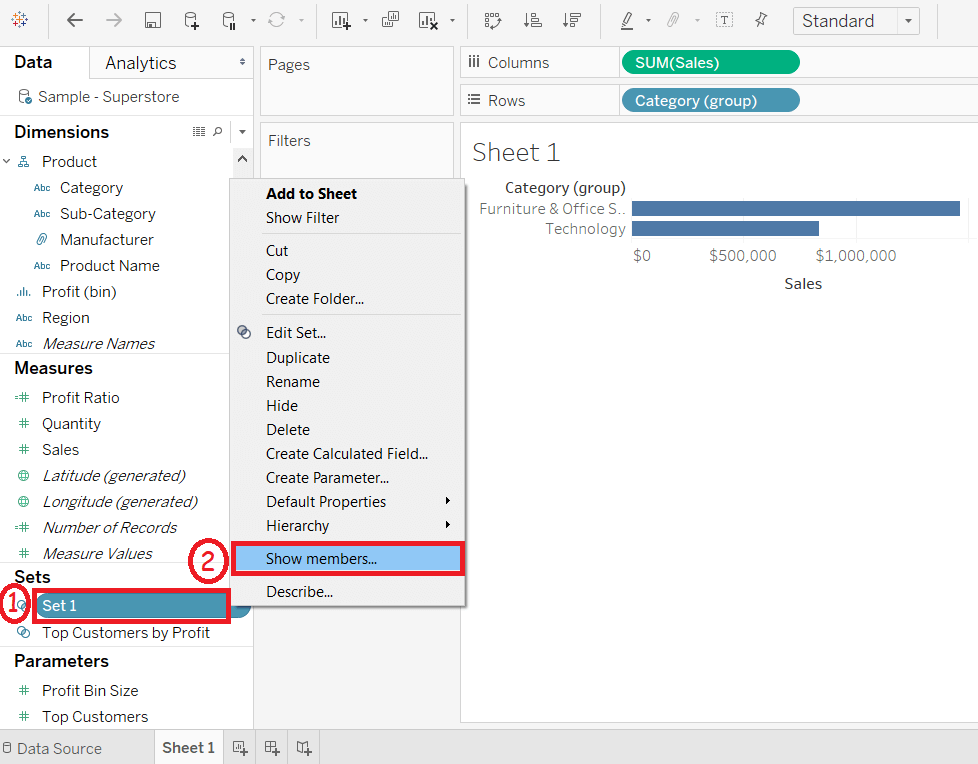 Standard
Data
Analytics
Sample - Superstore
Dimensions
Product
Abc Category
Abc Sub-Category
Manufacturer
Abc Product Name
Profit (bin)
Abc Region
Abc Measure Names
Measures
Profit Ratio
Quantity
Sales
Latitude (generated)
Longitude (generated)
Number of Records
Measure Values
Sets
1 Set 1
Top Customers by Profit
Parameters
Profit Bin Size
Top Customers
Pages
Filters
Add to Sheet
Show Filter
Cut
Copy
Create Folder...
Edit Set...
Duplicate
Rename
Hide
Delete
Create Calculated Field...
Create Parameter...
Default Properties
Hierarchy
2 Show members...
Describe...
Columns SUM(Sales)
Rows Category (group)
Sheet 1
Category (group)
Furniture & Office S..
Technology
$0 $500,000 $1,000,000
Sales
Data Source Sheet 1